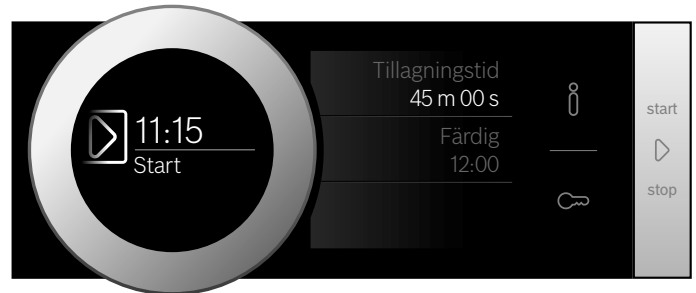 11:15
Start
Tillagningstid
45 m 00 s
Färdig
12:00
start
stop